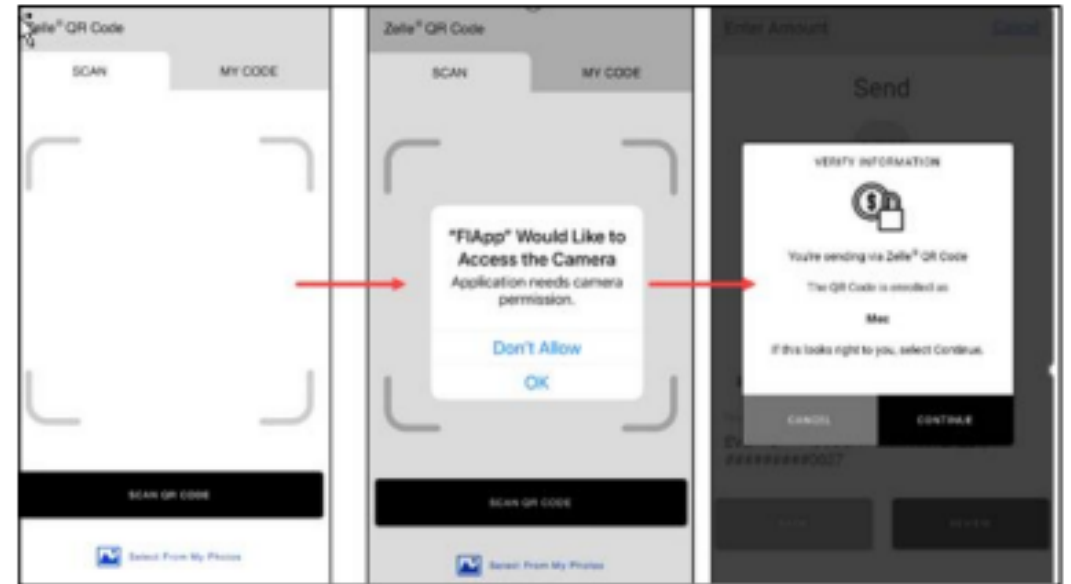 Zelle® QR Code
SCAN MY CODE
SCAN QR CODE
Select From My Photos
Zelle® QR Code
SCAN MY CODE
"FIApp" Would Like to
Access the Camera
Application needs camera
permission.
Don't Allow
OK
SCAN QR CODE
Select From My Photos
Enter Amount Cancel
Send
VERIFY INFORMATION
You're sending via Zelle® QR Code
The QR Code is enrolled as
Mac
If this looks right to you, select Continue.
CANCEL CONTINUE
#########0027
REVIEW